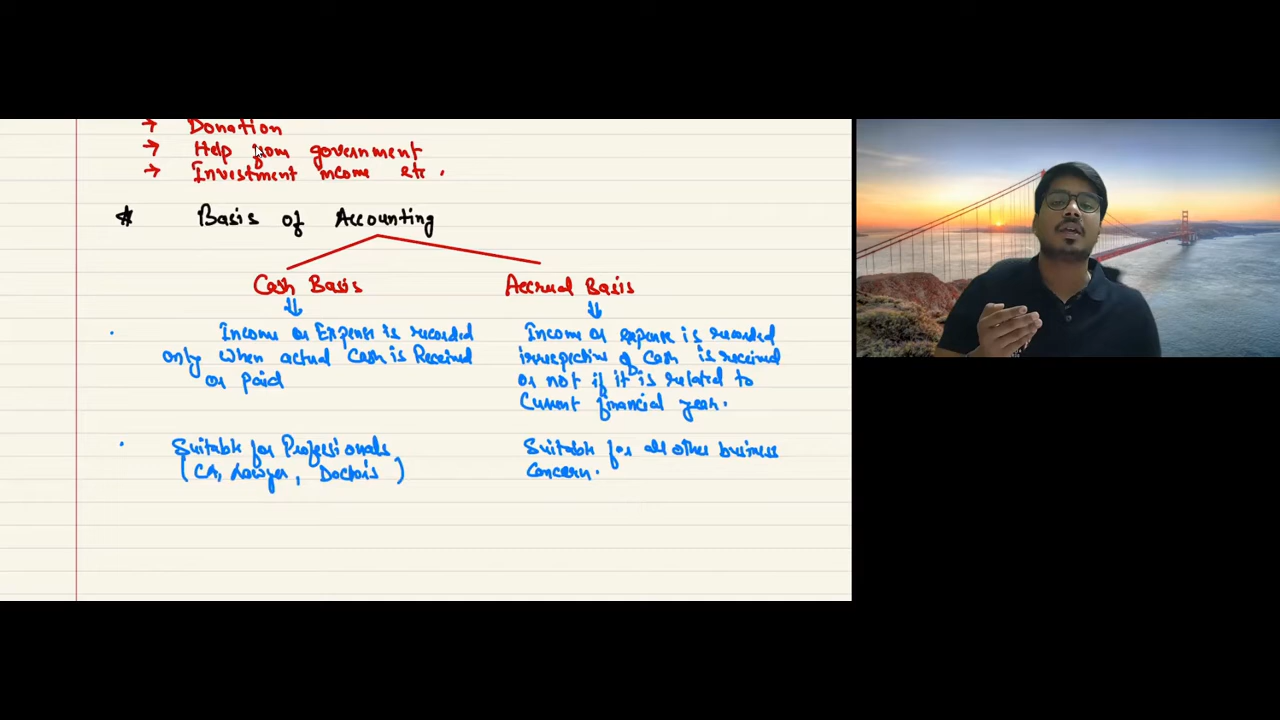 → Donation
→ Help from government
→ Investment income etc.
* Basis of Accounting
Cash Basis
Accrual Basis
Income or Expense is recorded
only when actual Cash is Received
or paid
Income or expense is recorded
irrespective of Cash is received
or not if it is related to
Current financial year.
Suitable for Professionals
(CA, Lawyer, Doctors)
Suitable for all other business
Concern.